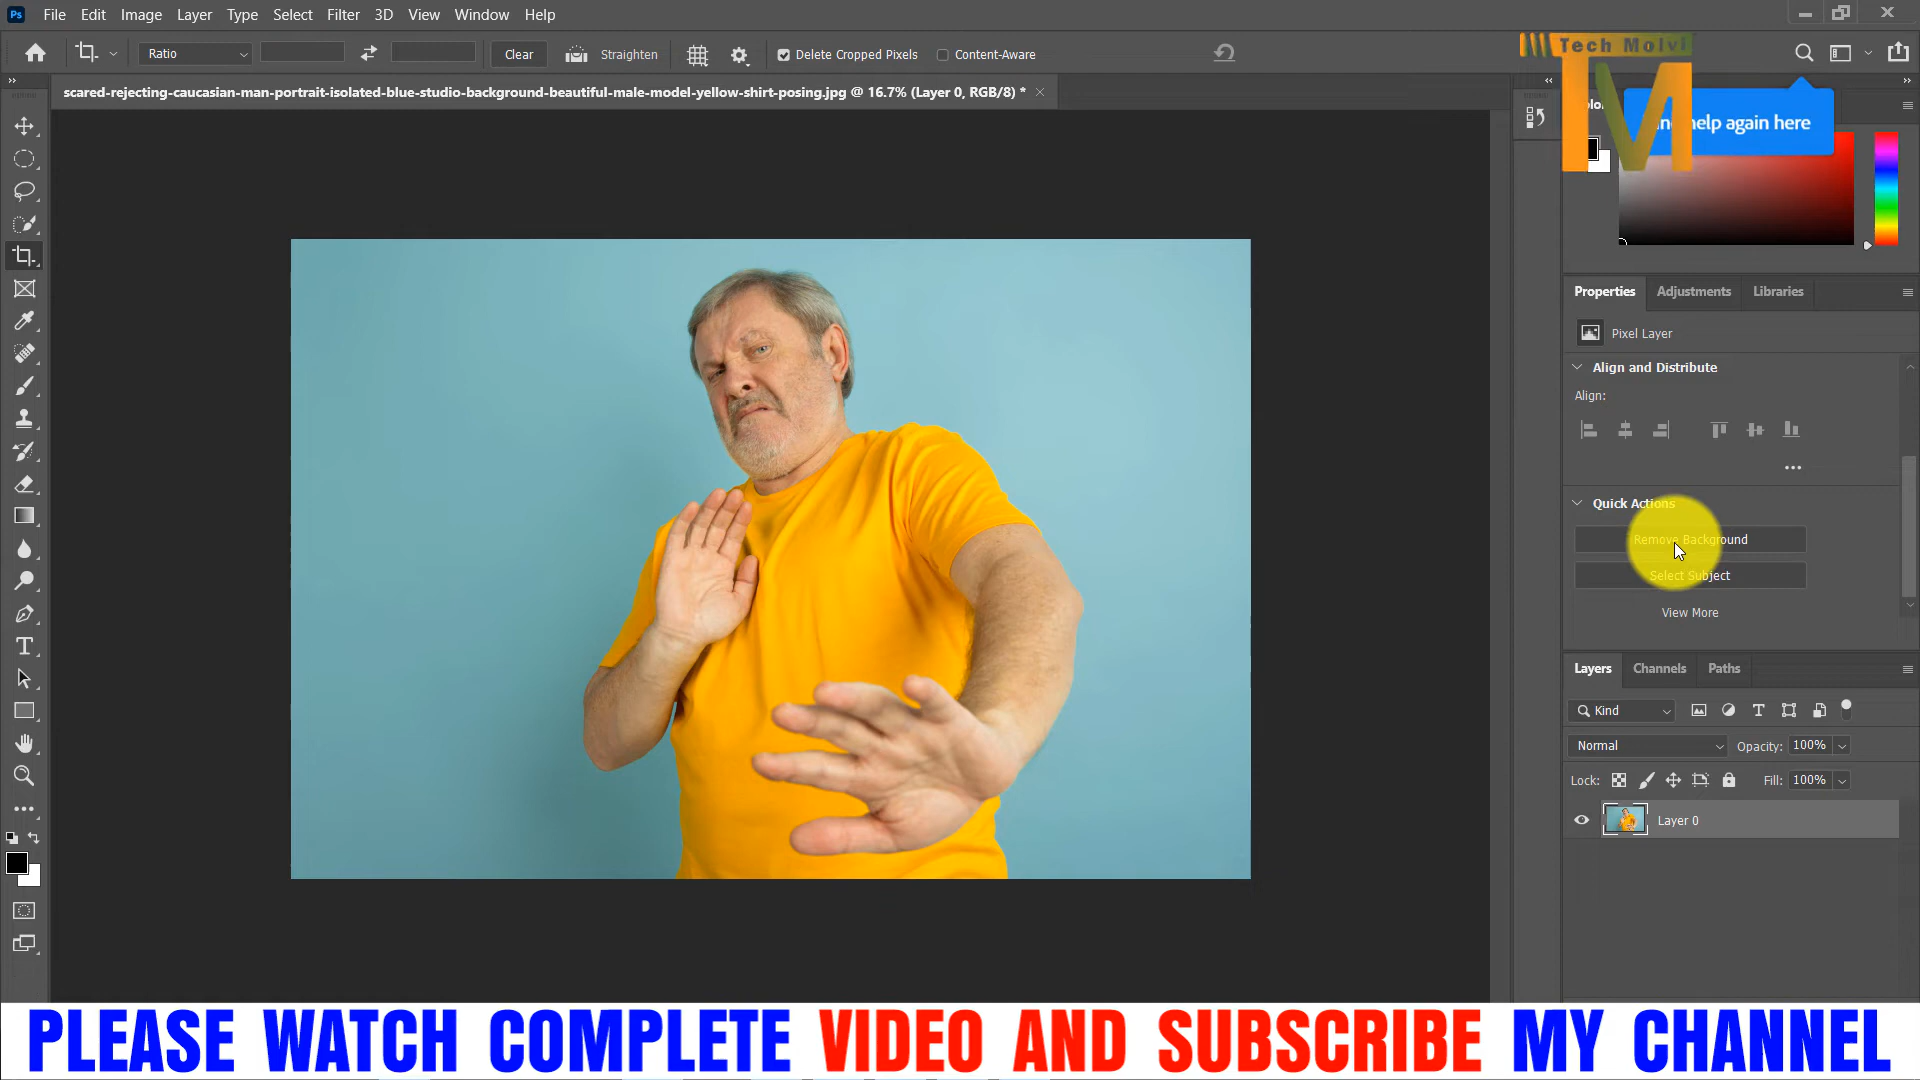 Ps File Edit Image Layer Type Select Filter 3D View Window Help
Ratio Clear Straighten Delete Cropped Pixels Content-Aware
Tech Molvi
TM
scared-rejecting-caucasian-man-portrait-isolated-blue-studio-background-beautiful-male-model-yellow-shirt-posing.jpg @ 16.7% (Layer 0, RGB/8) *
help again here
Properties Adjustments Libraries
Pixel Layer
Align and Distribute
Align:
Quick Actions
Remove Background
Select Subject
View More
Layers Channels Paths
Kind
Normal Opacity: 100%
Lock: Fill: 100%
Layer 0
PLEASE WATCH COMPLETE VIDEO AND SUBSCRIBE MY CHANNEL